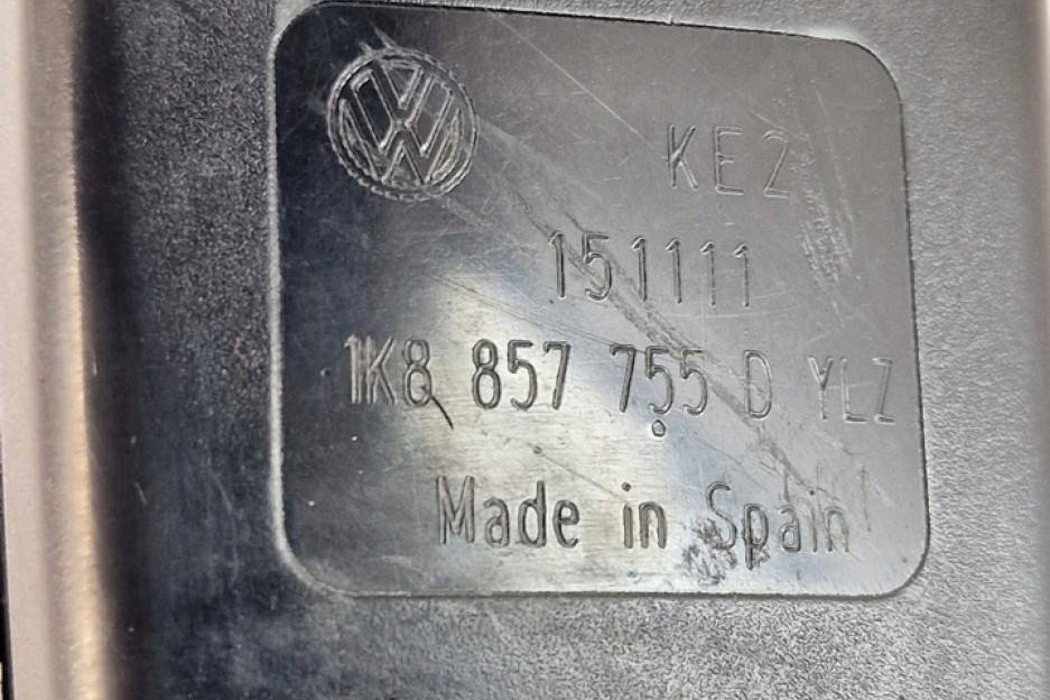 KE2
151111
1K8 857 755 D YLZ
Made in Spain